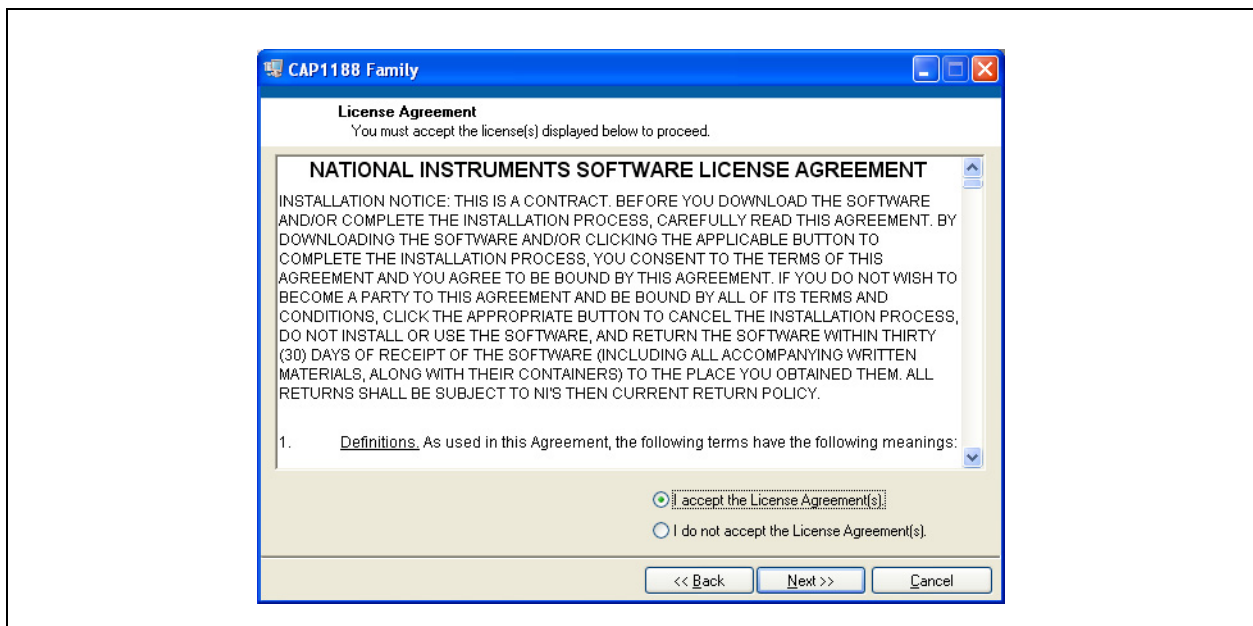 CAP1188 Family
License Agreement
You must accept the license(s) displayed below to proceed.
NATIONAL INSTRUMENTS SOFTWARE LICENSE AGREEMENT
INSTALLATION NOTICE: THIS IS A CONTRACT. BEFORE YOU DOWNLOAD THE SOFTWARE
AND/OR COMPLETE THE INSTALLATION PROCESS, CAREFULLY READ THIS AGREEMENT. BY
DOWNLOADING THE SOFTWARE AND/OR CLICKING THE APPLICABLE BUTTON TO
COMPLETE THE INSTALLATION PROCESS, YOU CONSENT TO THE TERMS OF THIS
AGREEMENT AND YOU AGREE TO BE BOUND BY THIS AGREEMENT. IF YOU DO NOT WISH TO
BECOME A PARTY TO THIS AGREEMENT AND BE BOUND BY ALL OF ITS TERMS AND
CONDITIONS, CLICK THE APPROPRIATE BUTTON TO CANCEL THE INSTALLATION PROCESS,
DO NOT INSTALL OR USE THE SOFTWARE, AND RETURN THE SOFTWARE WITHIN THIRTY
(30) DAYS OF RECEIPT OF THE SOFTWARE (INCLUDING ALL ACCOMPANYING WRITTEN
MATERIALS, ALONG WITH THEIR CONTAINERS) TO THE PLACE YOU OBTAINED THEM. ALL
RETURNS SHALL BE SUBJECT TO NI'S THEN CURRENT RETURN POLICY.
1. Definitions. As used in this Agreement, the following terms have the following meanings:
I accept the License Agreement(s).
I do not accept the License Agreement(s).
<< Back Next >> Cancel